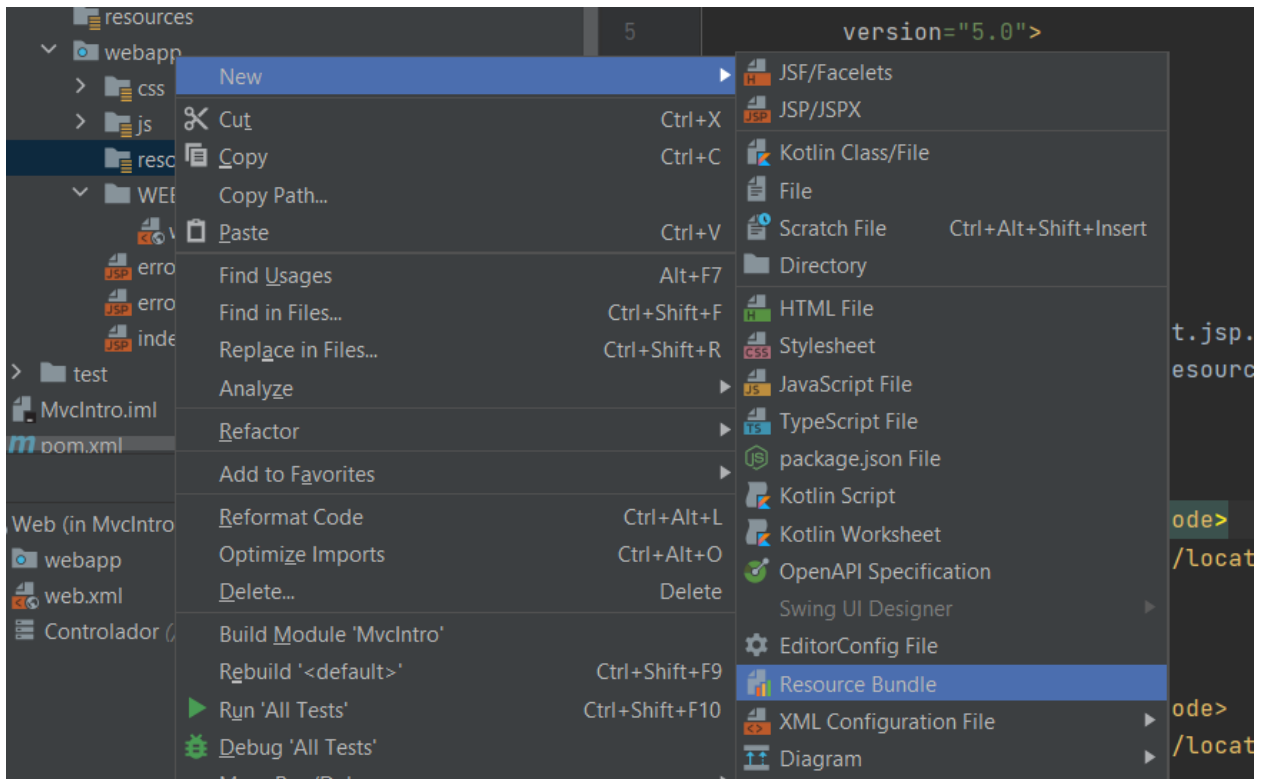 resources
5
version="5.0">
webapp
css
js
test
MvcIntro.iml
pom.xml
Web (in MvcIntro
webapp
web.xml
Controlador
New
Cut Ctrl+X
Copy Ctrl+C
Copy Path...
Paste Ctrl+V
Find Usages Alt+F7
Find in Files... Ctrl+Shift+F
Replace in Files... Ctrl+Shift+R
Analyze
Refactor
Add to Favorites
Reformat Code Ctrl+Alt+L
Optimize Imports Ctrl+Alt+O
Delete... Delete
Build Module 'MvcIntro'
Rebuild '<default>' Ctrl+Shift+F9
Run 'All Tests' Ctrl+Shift+F10
Debug 'All Tests'
JSF/Facelets
JSP/JSPX
Kotlin Class/File
File
Scratch File Ctrl+Alt+Shift+Insert
Directory
HTML File
Stylesheet
JavaScript File
TypeScript File
package.json File
Kotlin Script
Kotlin Worksheet
OpenAPI Specification
Swing UI Designer
EditorConfig File
Resource Bundle
XML Configuration File
Diagram
t.jsp.
esourc
ode>
/locat
ode>
/locat